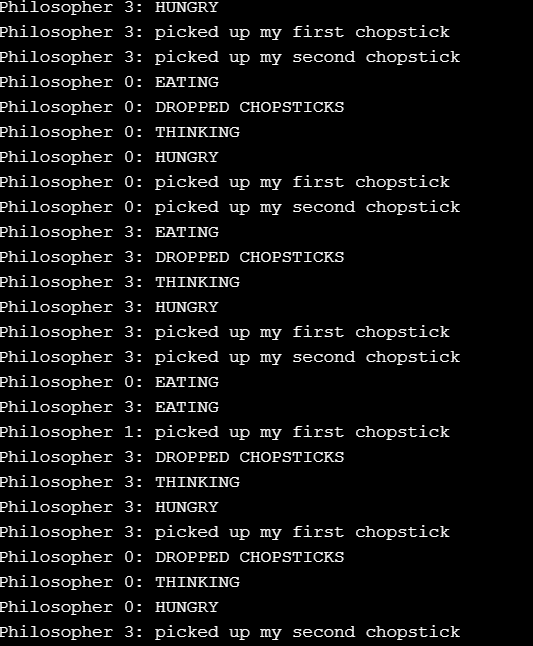 Philosopher 3: HUNGRY
Philosopher 3: picked up my first chopstick
Philosopher 3: picked up my second chopstick
Philosopher 0: EATING
Philosopher 0: DROPPED CHOPSTICKS
Philosopher 0: THINKING
Philosopher 0: HUNGRY
Philosopher 0: picked up my first chopstick
Philosopher 0: picked up my second chopstick
Philosopher 3: EATING
Philosopher 3: DROPPED CHOPSTICKS
Philosopher 3: THINKING
Philosopher 3: HUNGRY
Philosopher 3: picked up my first chopstick
Philosopher 3: picked up my second chopstick
Philosopher 0: EATING
Philosopher 3: EATING
Philosopher 1: picked up my first chopstick
Philosopher 3: DROPPED CHOPSTICKS
Philosopher 3: THINKING
Philosopher 3: HUNGRY
Philosopher 3: picked up my first chopstick
Philosopher 0: DROPPED CHOPSTICKS
Philosopher 0: THINKING
Philosopher 0: HUNGRY
Philosopher 3: picked up my second chopstick